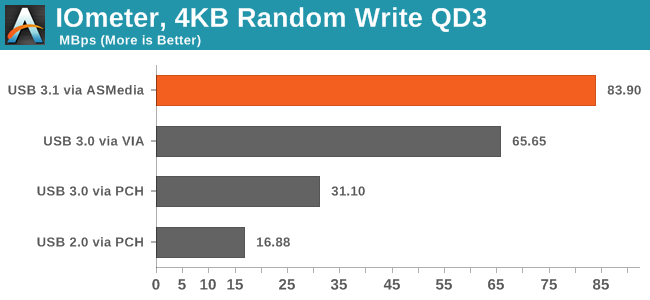 IOmeter, 4KB Random Write QD3
MBps (More is Better)
USB 3.1 via ASMedia 83.90
USB 3.0 via VIA 65.65
USB 3.0 via PCH 31.10
USB 2.0 via PCH 16.88
0 5 10 15 25 35 45 55 65 75 85